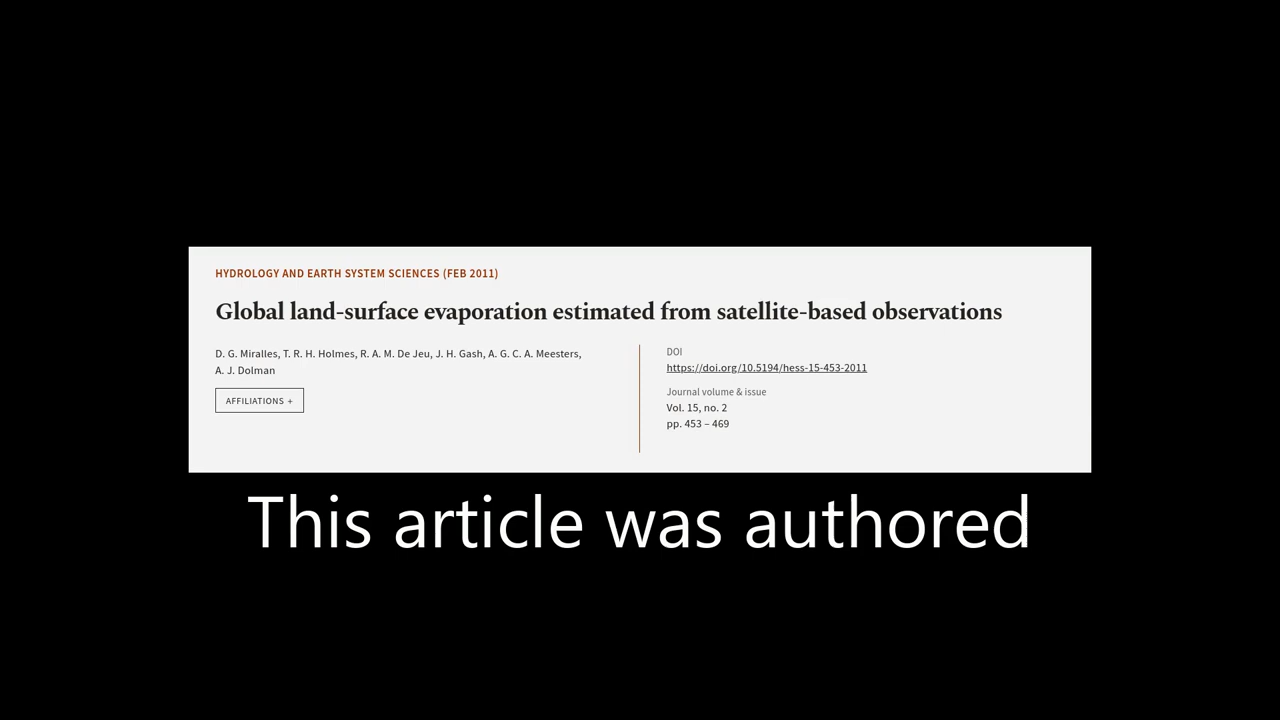 HYDROLOGY AND EARTH SYSTEM SCIENCES (FEB 2011)
Global land-surface evaporation estimated from satellite-based observations
D. G. Miralles, T. R. H. Holmes, R. A. M. De Jeu, J. H. Gash, A. G. C. A. Meesters,
A. J. Dolman
AFFILIATIONS +
DOI
https://doi.org/10.5194/hess-15-453-2011
Journal volume & issue
Vol. 15, no. 2
pp. 453 – 469
This article was authored